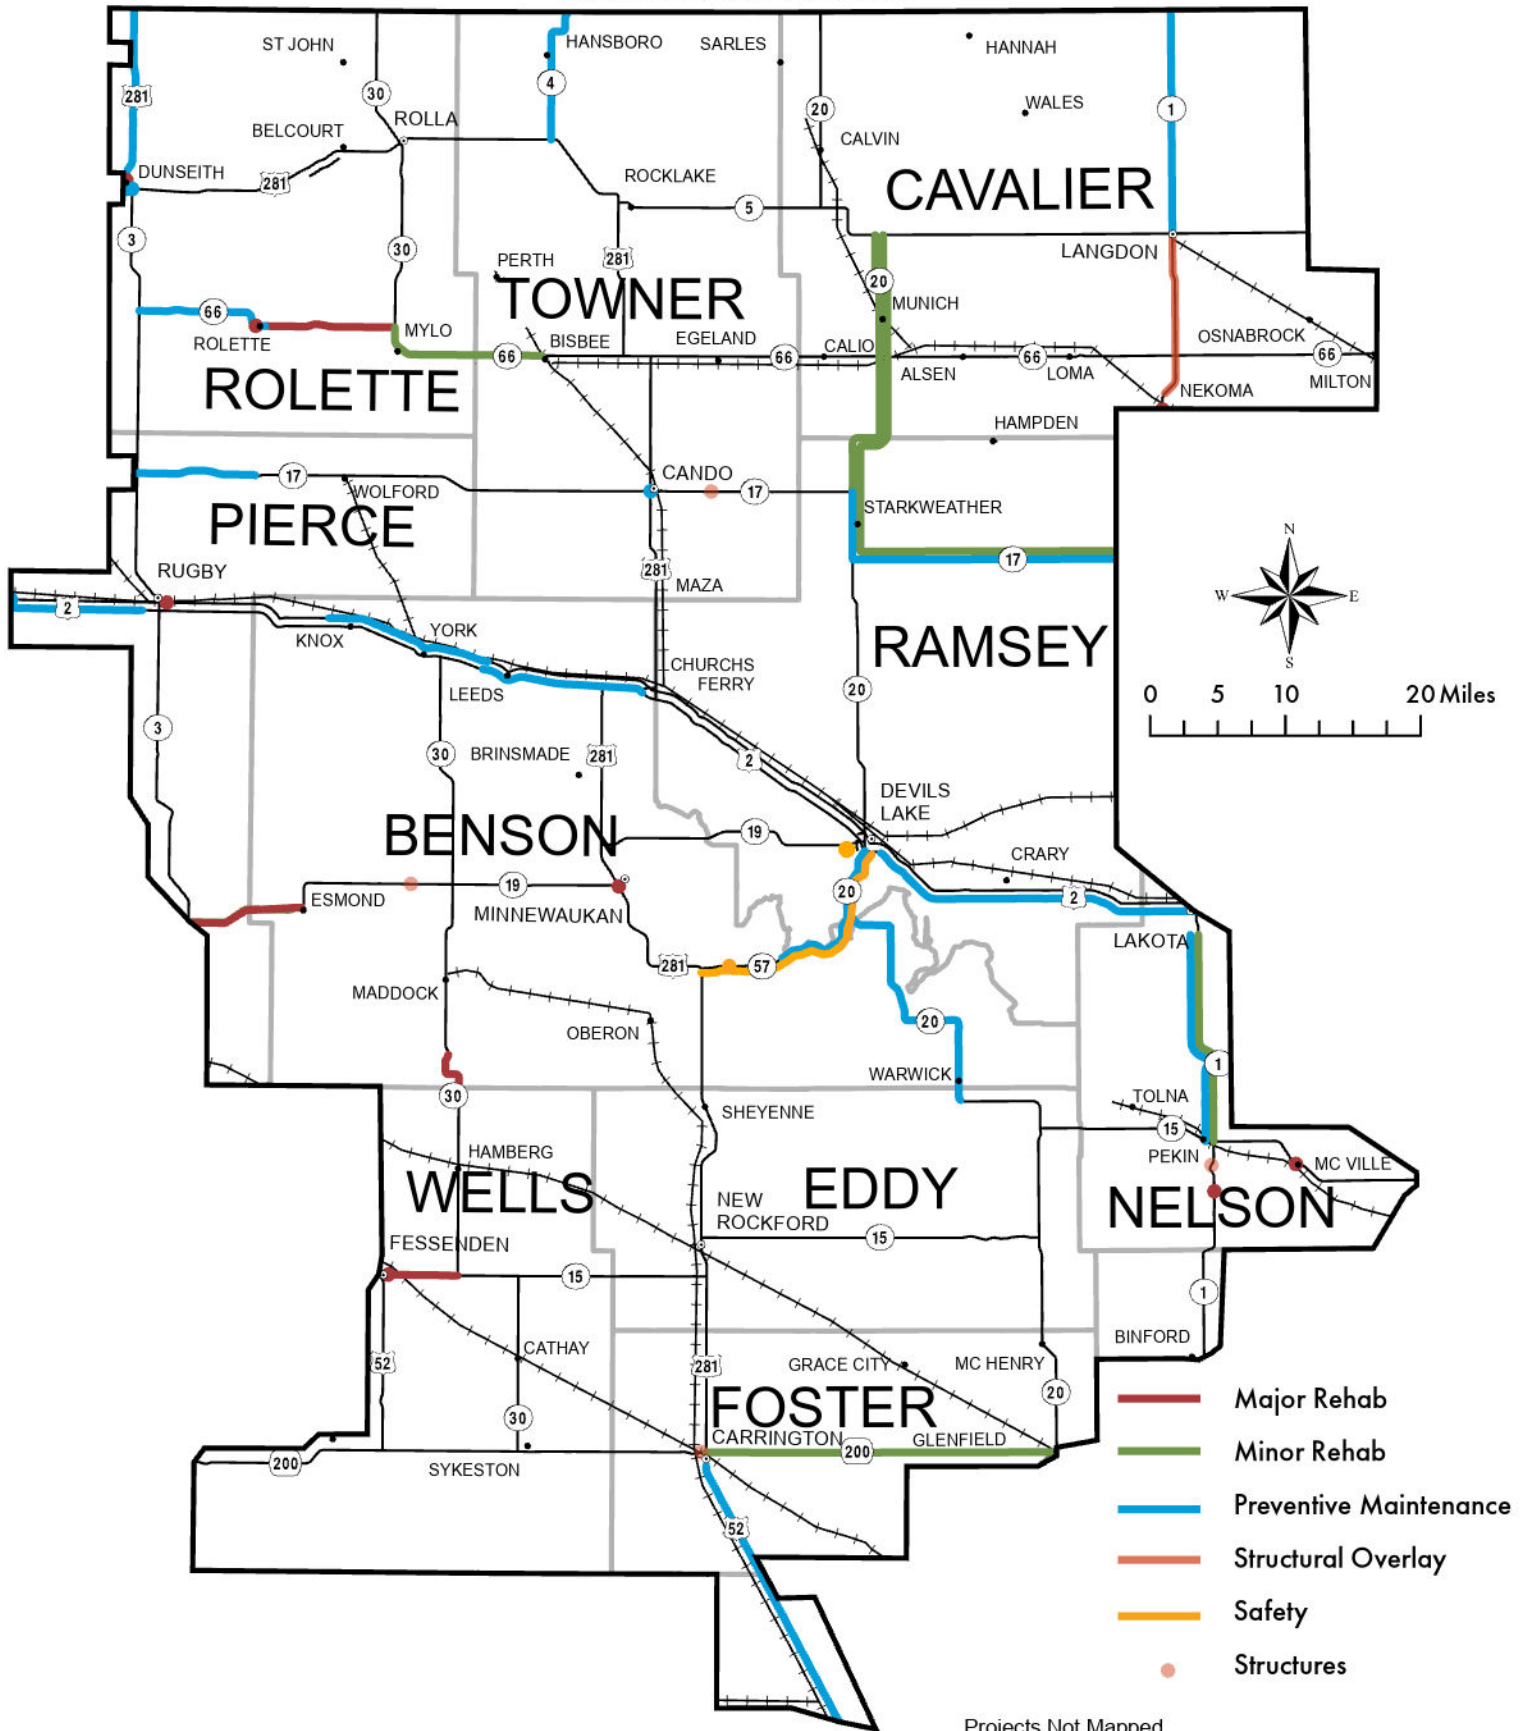 ST JOHN
HANSBORO
SARLES
HANNAH
281
30
4
20
WALES
1
ROLLA
BELCOURT
CALVIN
DUNSEITH
281
ROCKLAKE
5
CAVALIER
3
30
PERTH
281
LANGDON
TOWNER
20
MUNICH
66
ROLETTE
MYLO
66
BISBEE
EGELAND
66
CALIO
ALSEN
66
LOMA
OSNABROCK
66
MILTON
ROLETTE
NEKOMA
HAMPDEN
17
WOLFORD
CANDO
17
STARKWEATHER
PIERCE
17
N
W
E
S
RUGBY
2
281
MAZA
KNOX
YORK
RAMSEY
LEEDS
CHURCHS
FERRY
20
0 5 10 20 Miles
3
30
BRINSMADE
281
2
DEVILS
LAKE
BENSON
19
CRARY
ESMOND
19
MINNEWAUKAN
20
2
LAKOTA
281
57
MADDOCK
OBERON
20
1
WARWICK
30
SHEYENNE
TOLNA
15
PEKIN
MC VILLE
HAMBERG
WELLS
EDDY
NELSON
NEW
ROCKFORD
15
FESSENDEN
15
1
CATHAY
BINFORD
52
281
GRACE CITY
MC HENRY
20
FOSTER
30
CARRINGTON
200
GLENFIELD
200
SYKESTON
52
Major Rehab
Minor Rehab
Preventive Maintenance
Structural Overlay
Safety
Structures
Projects Not Mapped